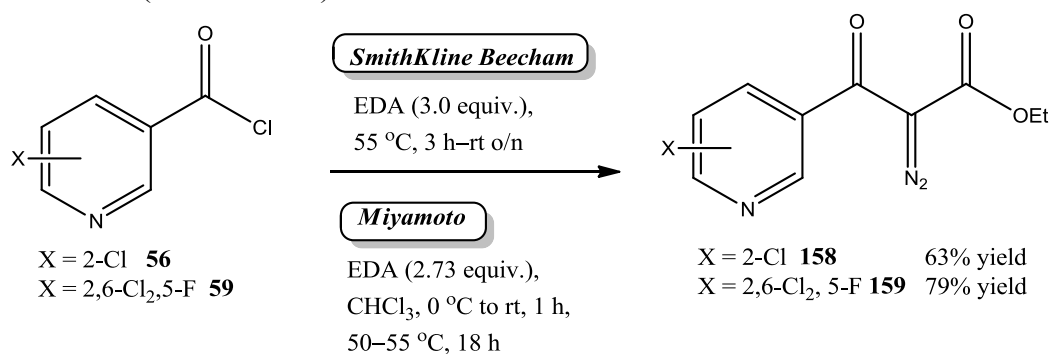 O
Cl
X
N
X = 2-Cl 56
X = 2,6-Cl2,5-F 59
SmithKline Beecham
EDA (3.0 equiv.),
55 °C, 3 h–rt o/n
Miyamoto
EDA (2.73 equiv.),
CHCl3, 0 °C to rt, 1 h,
50–55 °C, 18 h
O
O
OEt
N2
X
N
X = 2-Cl 158 63% yield
X = 2,6-Cl2, 5-F 159 79% yield